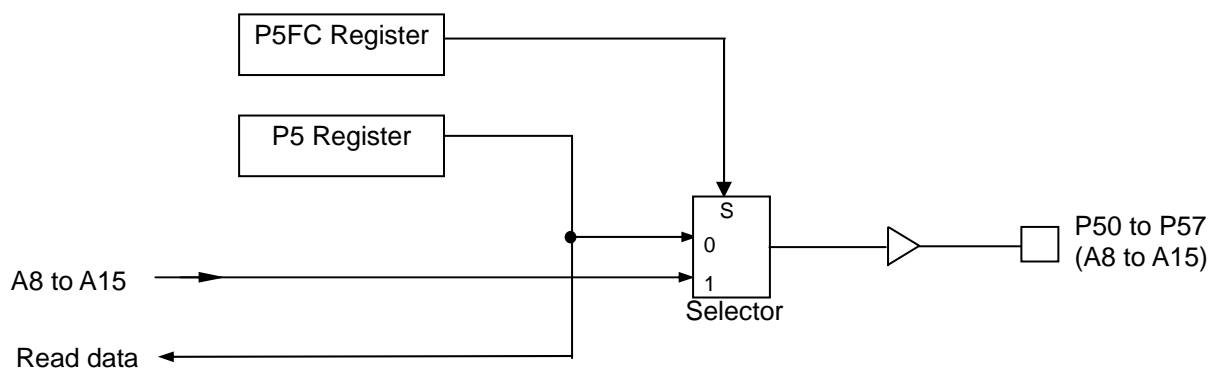 P5FC Register
P5 Register
S
0
1
Selector
A8 to A15
Read data
P50 to P57
(A8 to A15)